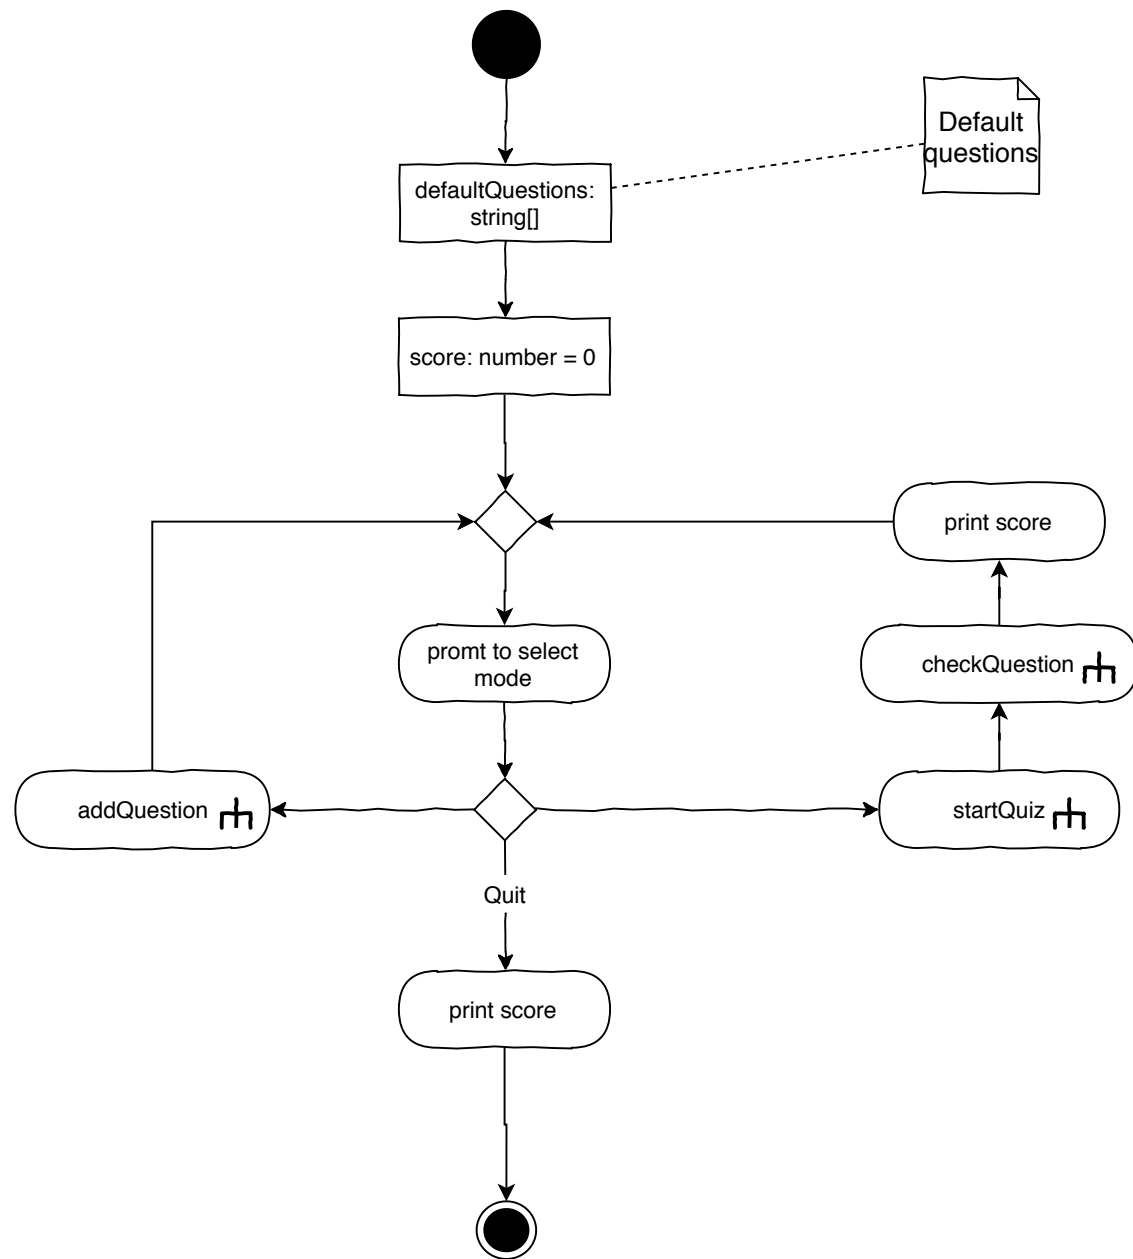 Default
questions
defaultQuestions:
string[]
score: number = 0
print score
promt to select
mode
checkQuestion
addQuestion
startQuiz
Quit
print score